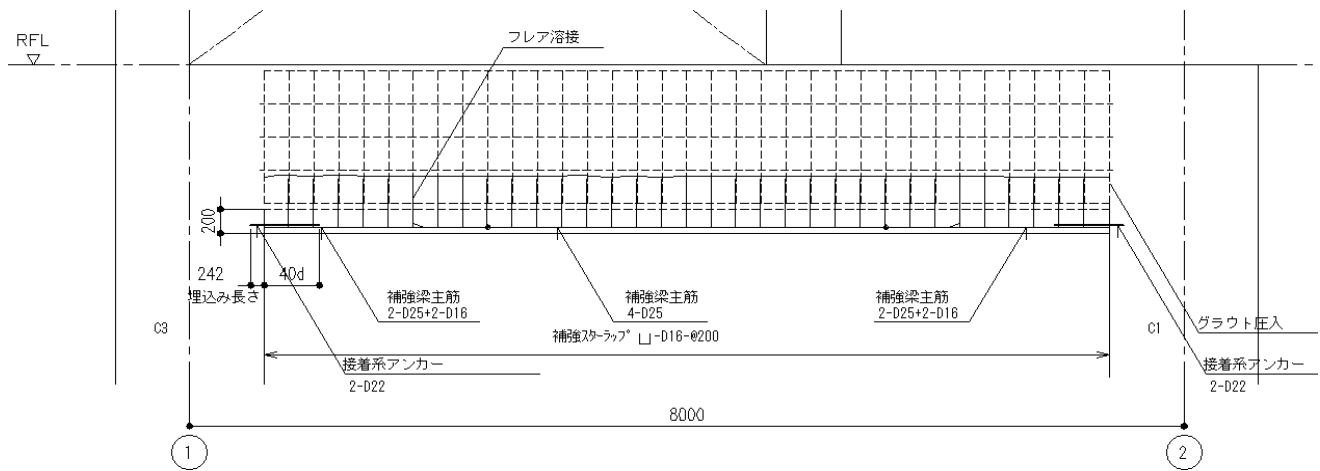 RFL
フレア溶接
200
242
40d
埋込み長さ
補強梁主筋
2-D25+2-D16
補強梁主筋
4-D25
補強梁主筋
2-D25+2-D16
補強スターラップ 凵-D16-@200
C3
C1
グラウト圧入
接着系アンカー
2-D22
接着系アンカー
2-D22
8000
1
2